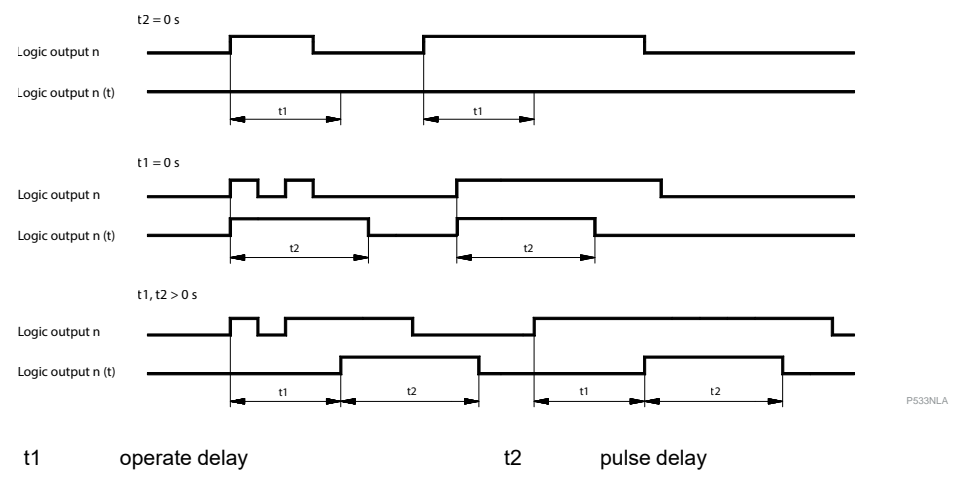 t2 = 0 s
Logic output n
Logic output n (t)
t1 t1
t1 = 0 s
Logic output n
Logic output n (t)
t2 t2
t1, t2 > 0 s
Logic output n
Logic output n (t)
t1 t2 t1 t2
P533NLA
t1 operate delay t2 pulse delay